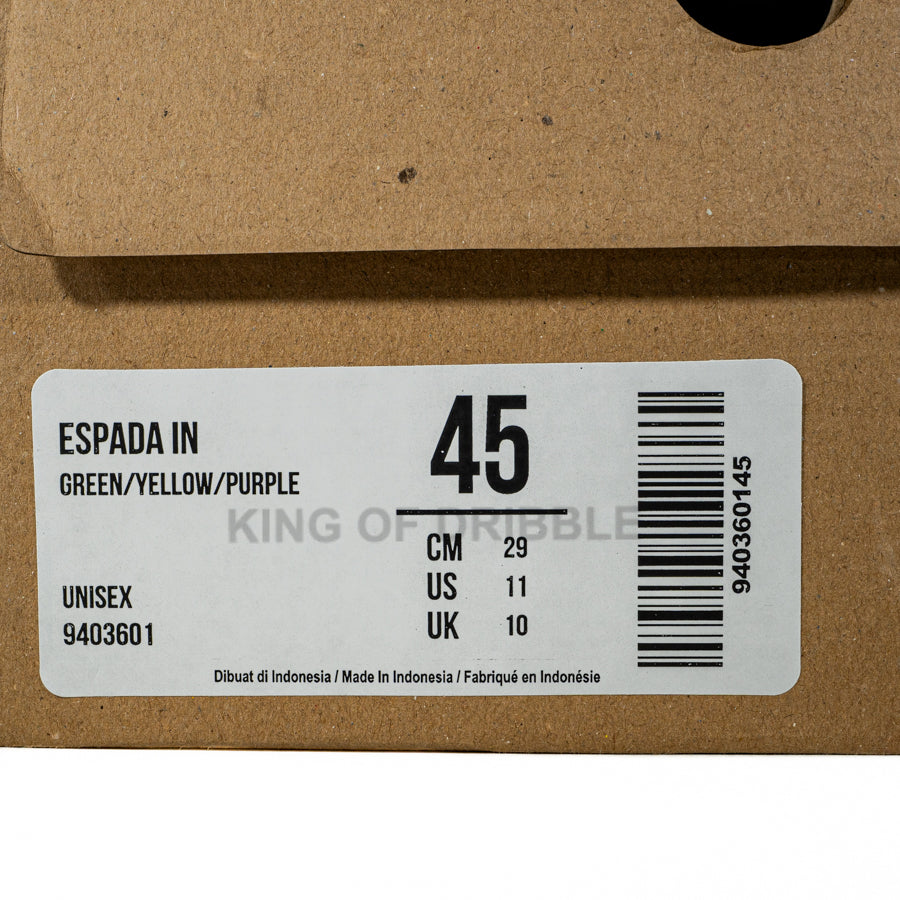 ESPADA IN
GREEN/YELLOW/PURPLE
UNISEX
9403601
45
KING OF DRIBBLE
CM 29
US 11
UK 10
940360145
Dibuat di Indonesia / Made In Indonesia / Fabriqué en Indonésie